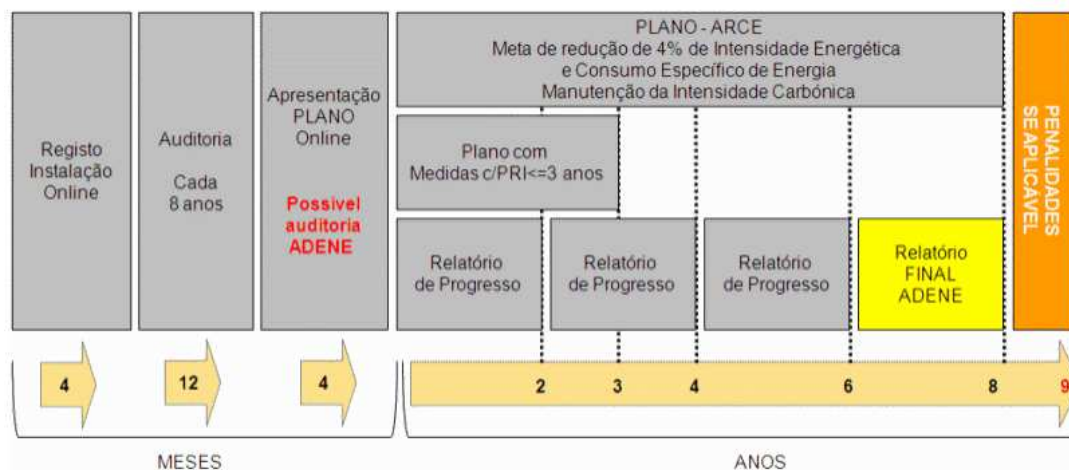 Registo
Instalação
Online
Auditoria
Cada
8 anos
Apresentação
PLANO
Online
Possivel
auditoria
ADENE
PLANO - ARCE
Meta de redução de 4% de Intensidade Energética
e Consumo Específico de Energia
Manutenção da Intensidade Carbónica
Plano com
Medidas c/PRI<=3 anos
Relatório
de Progresso
Relatório
de Progresso
Relatório
de Progresso
Relatório
FINAL
ADENE
PENALIDADES
SE APLICÁVEL
4
12
4
2
3
4
6
8
9
MESES
ANOS